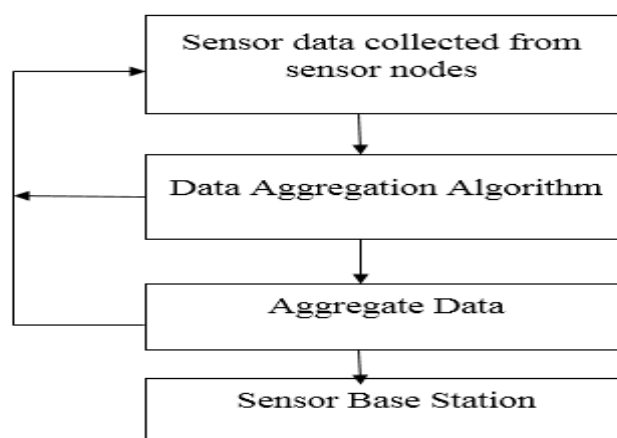 Sensor data collected from
sensor nodes
Data Aggregation Algorithm
Aggregate Data
Sensor Base Station